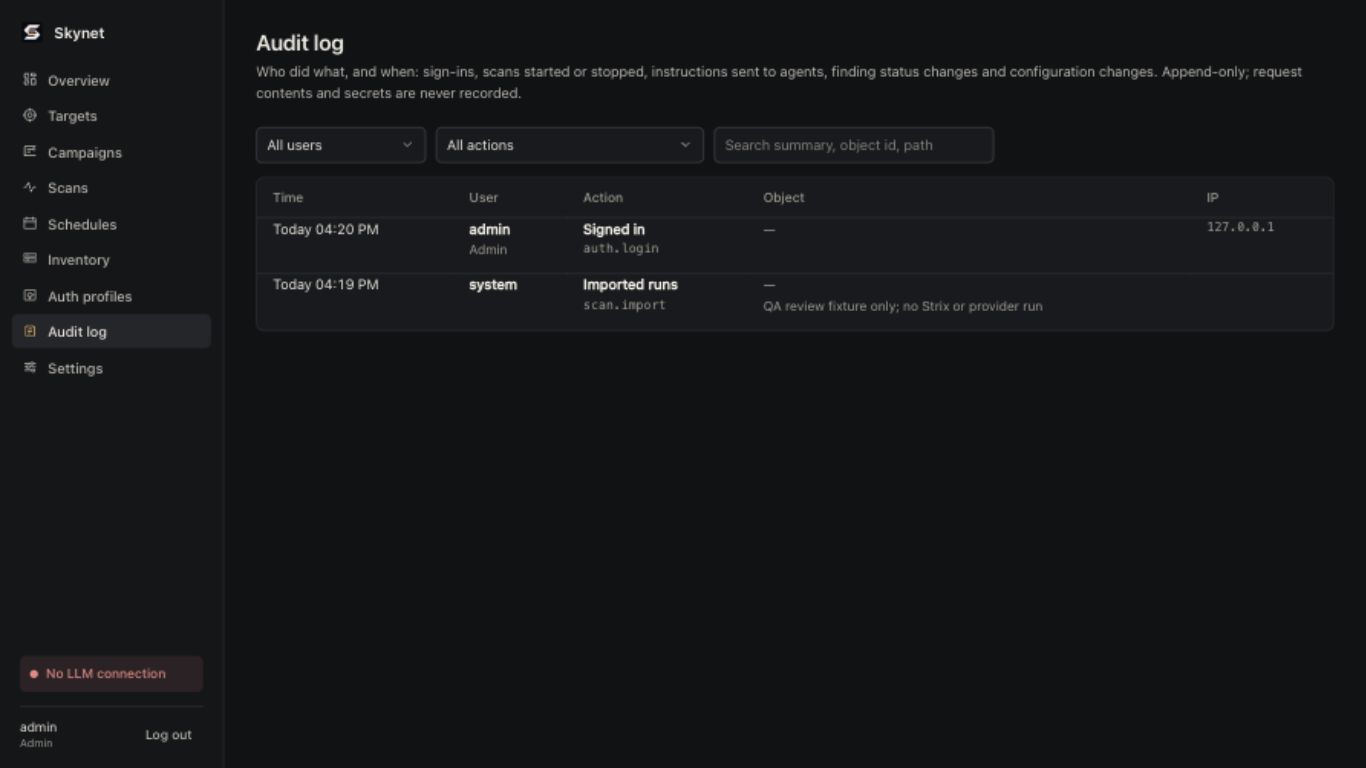 Skynet
Overview
Targets
Campaigns
Scans
Schedules
Inventory
Auth profiles
Audit log
Settings
No LLM connection
admin
Admin
Log out
Audit log
Who did what, and when: sign-ins, scans started or stopped, instructions sent to agents, finding status changes and configuration changes. Append-only; request
contents and secrets are never recorded.
All users
All actions
Search summary, object id, path
Time User Action Object IP
Today 04:20 PM admin Signed in — 127.0.0.1
Admin auth.login
Today 04:19 PM system Imported runs —
scan.import QA review fixture only; no Strix or provider run